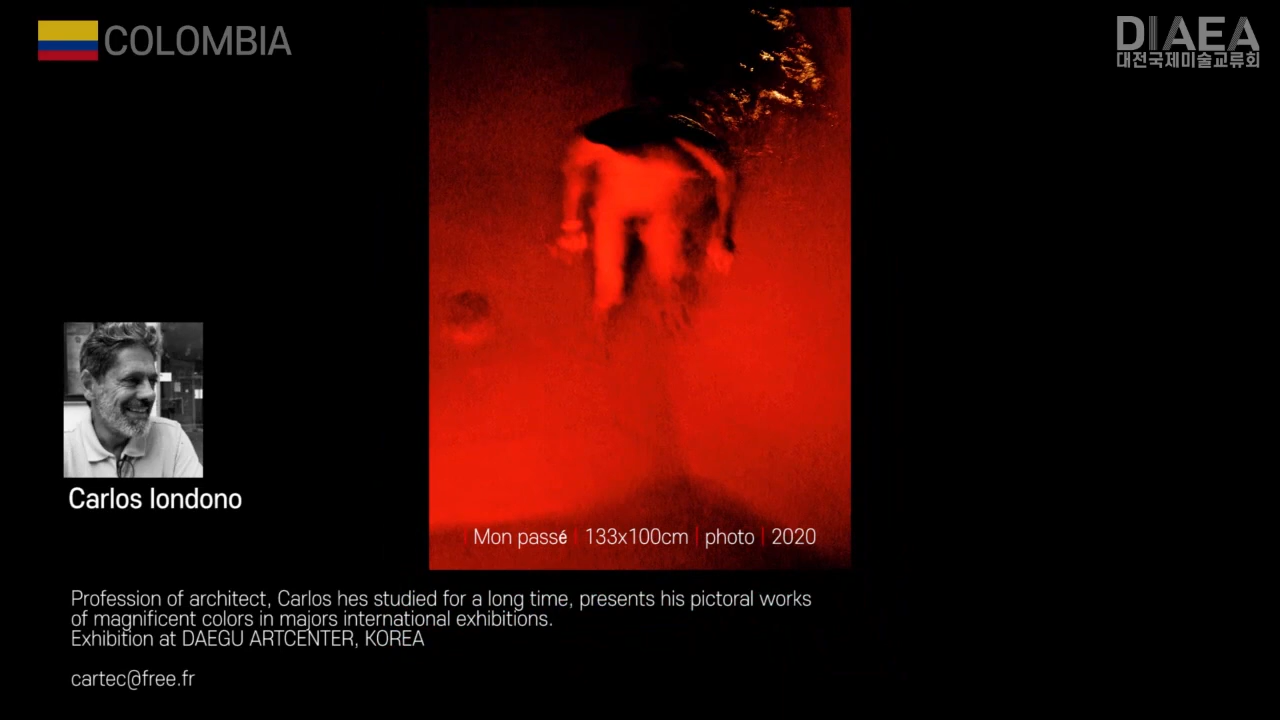 COLOMBIA
DIAEA
대전국제미술교류회
Carlos londono
Mon passé | 133x100cm | photo | 2020
Profession of architect, Carlos hes studied for a long time, presents his pictoral works
of magnificent colors in majors international exhibitions.
Exhibition at DAEGU ARTCENTER, KOREA
cartec@free.fr